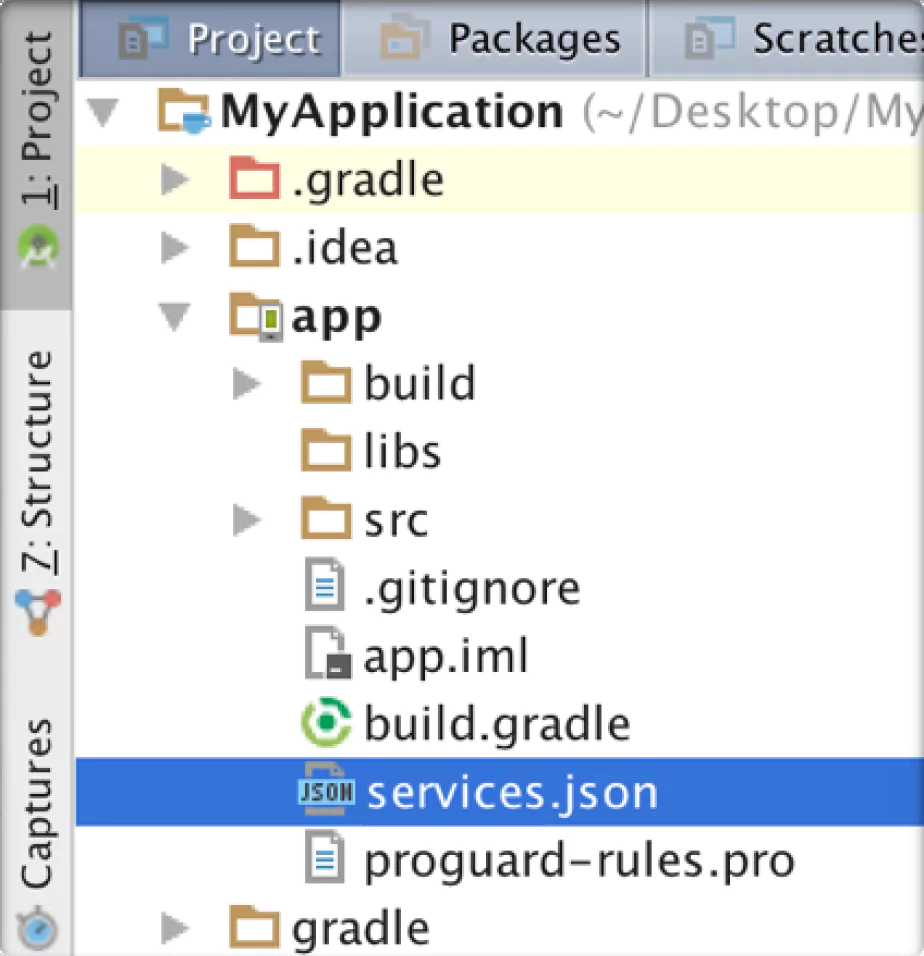 Project
Packages
Scratche
1: Project
MyApplication (~/Desktop/My
.gradle
.idea
app
7: Structure
build
libs
src
.gitignore
app.iml
build.gradle
Captures
JSON services.json
proguard-rules.pro
gradle